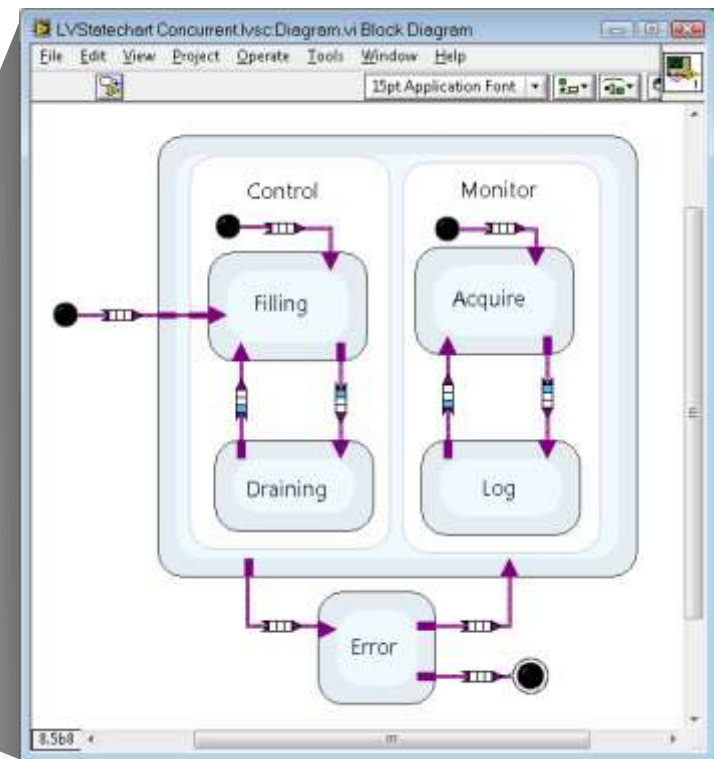 LVStatechart Concurrent.lvsc:Diagram.vi Block Diagram
File Edit View Project Operate Tools Window Help
15pt Application Font
Control Monitor
Filling Acquire
Draining Log
Error
8.5b8